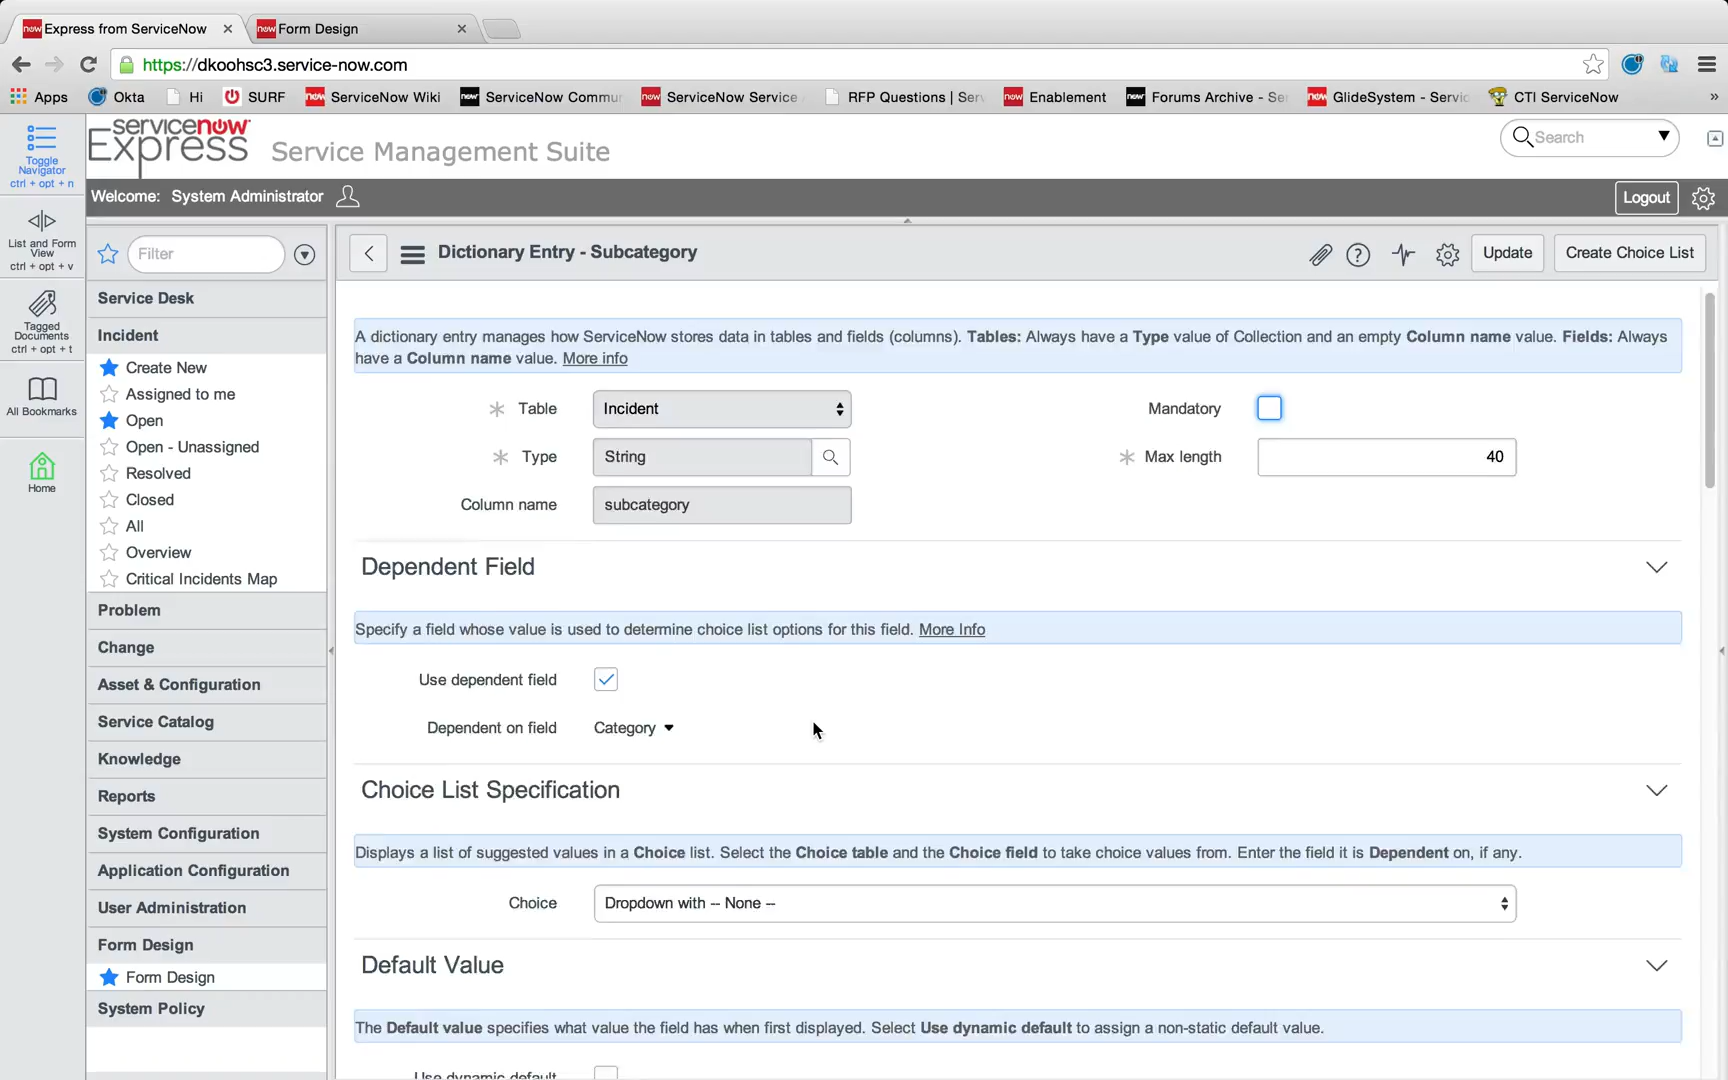 now Express from ServiceNow
now Form Design
https://dkoohsc3.service-now.com
Apps
Okta
Hi
SURF
now ServiceNow Wiki
now ServiceNow Commur
now ServiceNow Service
RFP Questions | Serv
now Enablement
now Forums Archive - Se
now GlideSystem - Servic
CTI ServiceNow
»
servicenow
Express
Service Management Suite
Search
Welcome: System Administrator
Logout
Toggle
Navigator
ctrl + opt + n
List and Form
View
ctrl + opt + v
Tagged
Documents
ctrl + opt + t
All Bookmarks
Home
Filter
Service Desk
Incident
Create New
Assigned to me
Open
Open - Unassigned
Resolved
Closed
All
Overview
Critical Incidents Map
Problem
Change
Asset & Configuration
Service Catalog
Knowledge
Reports
System Configuration
Application Configuration
User Administration
Form Design
Form Design
System Policy
Dictionary Entry - Subcategory
Update
Create Choice List
A dictionary entry manages how ServiceNow stores data in tables and fields (columns). Tables: Always have a Type value of Collection and an empty Column name value. Fields: Always
have a Column name value. More info
Table Incident
Mandatory
Type String
Max length 40
Column name subcategory
Dependent Field
Specify a field whose value is used to determine choice list options for this field. More Info
Use dependent field
Dependent on field Category
Choice List Specification
Displays a list of suggested values in a Choice list. Select the Choice table and the Choice field to take choice values from. Enter the field it is Dependent on, if any.
Choice Dropdown with -- None --
Default Value
The Default value specifies what value the field has when first displayed. Select Use dynamic default to assign a non-static default value.
Use dynamic default